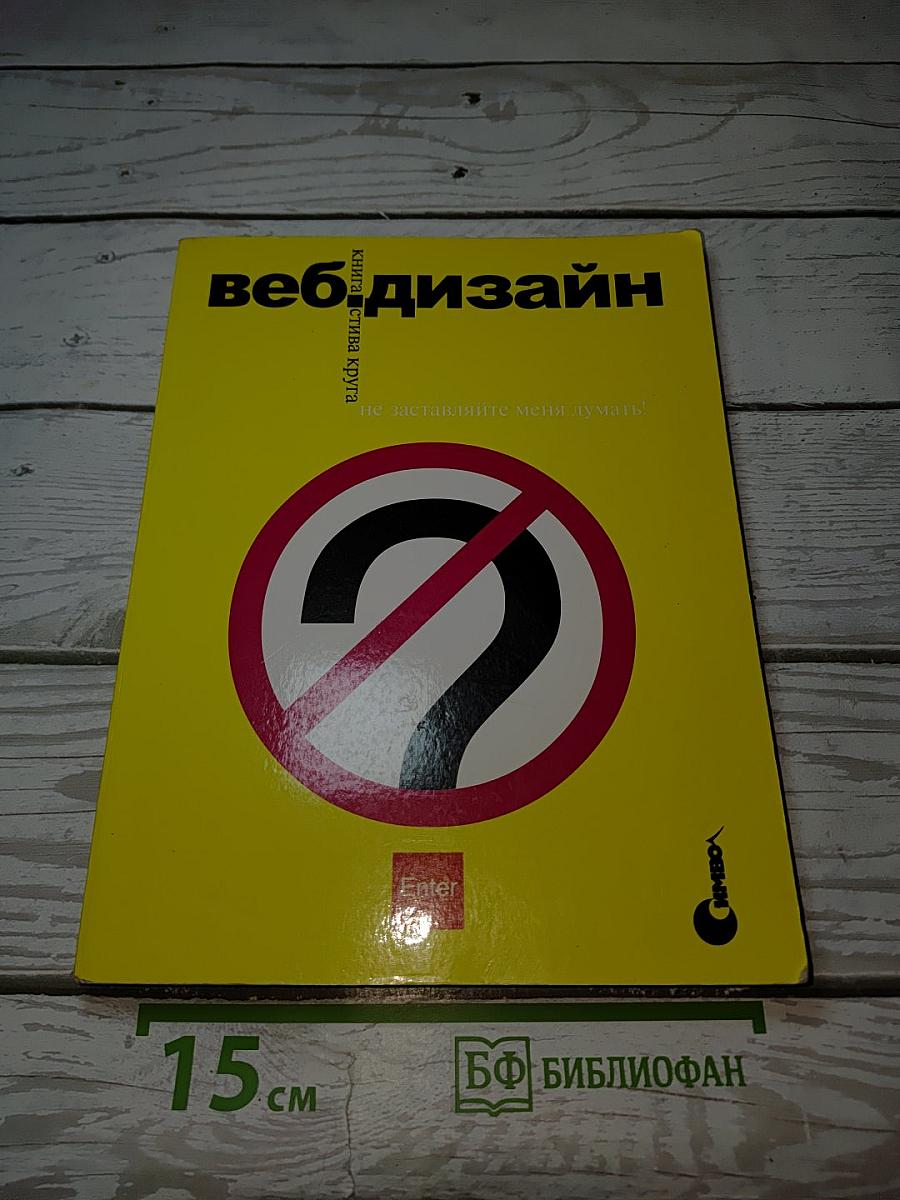 веб-дизайн
книга стива круга
не заставляйте меня думать!
Enter
Символ
15 см
БФ БИБЛИОФАН